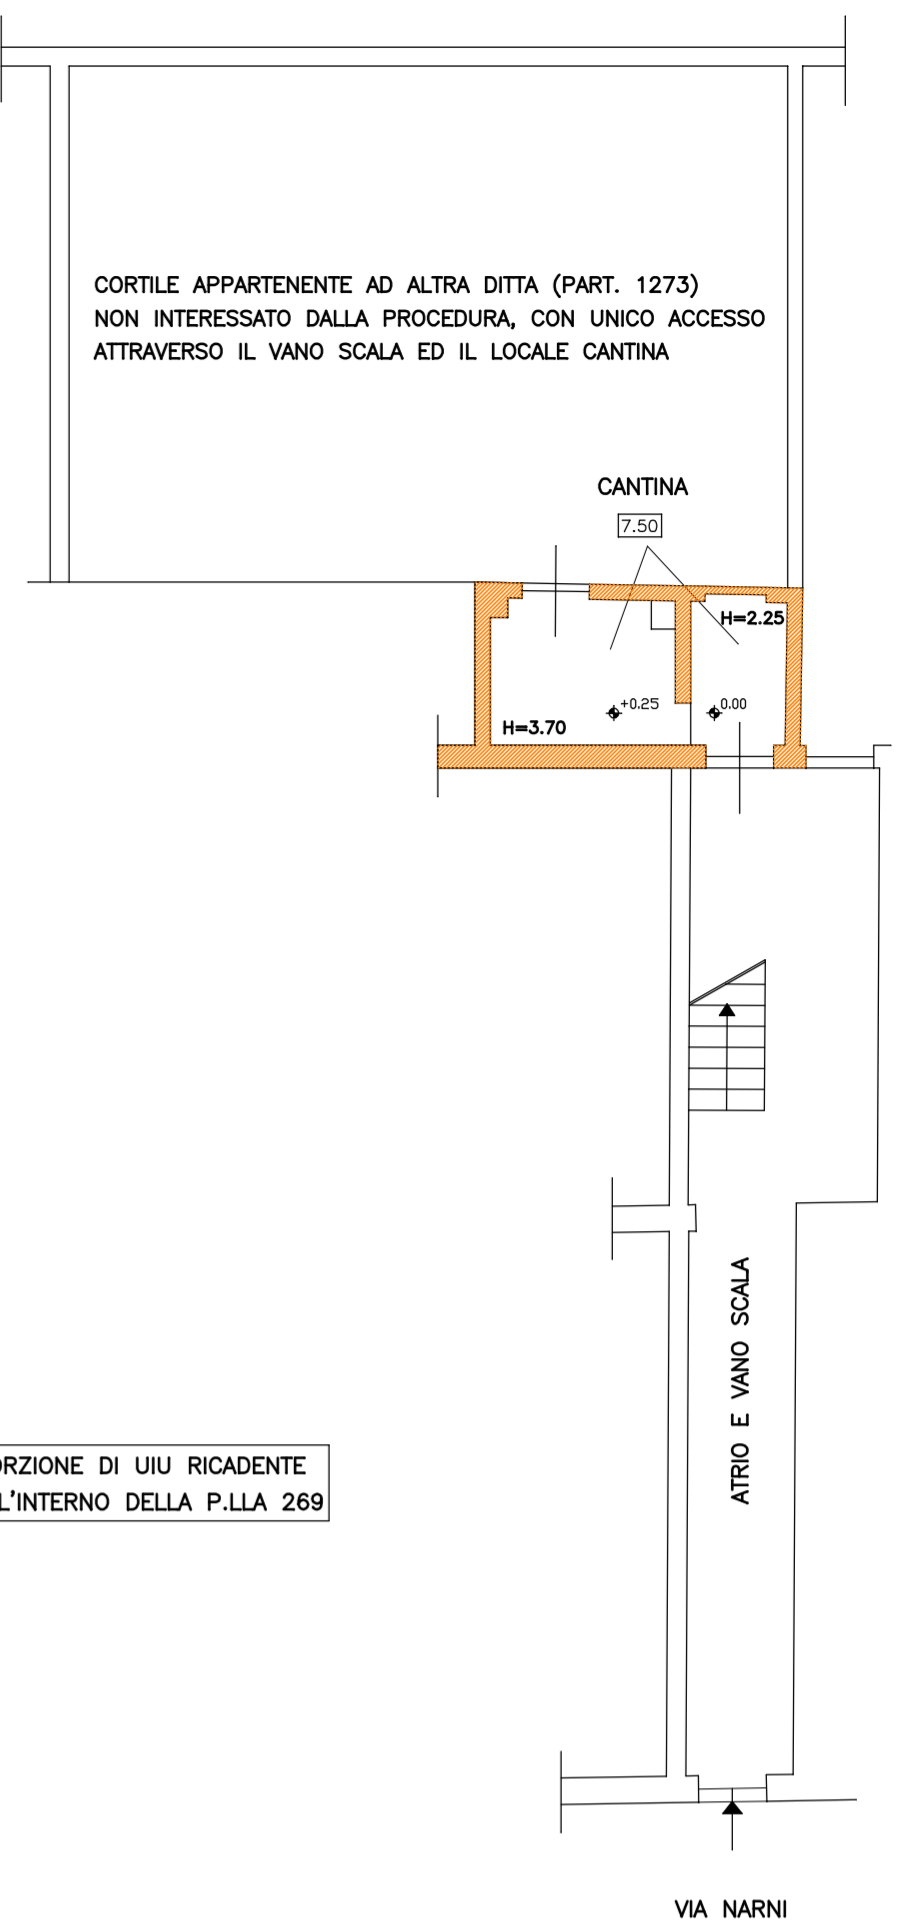 CORTILE APPARTENENTE AD ALTRA DITTA (PART. 1273)
NON INTERESSATO DALLA PROCEDURA, CON UNICO ACCESSO
ATTRAVERSO IL VANO SCALA ED IL LOCALE CANTINA
CANTINA
7.50
H=2.25
+0.25
0.00
H=3.70
ATRIO E VANO SCALA
ORZIONE DI UIU RICADENTE
L'INTERNO DELLA P.LLA 269
VIA NARNI